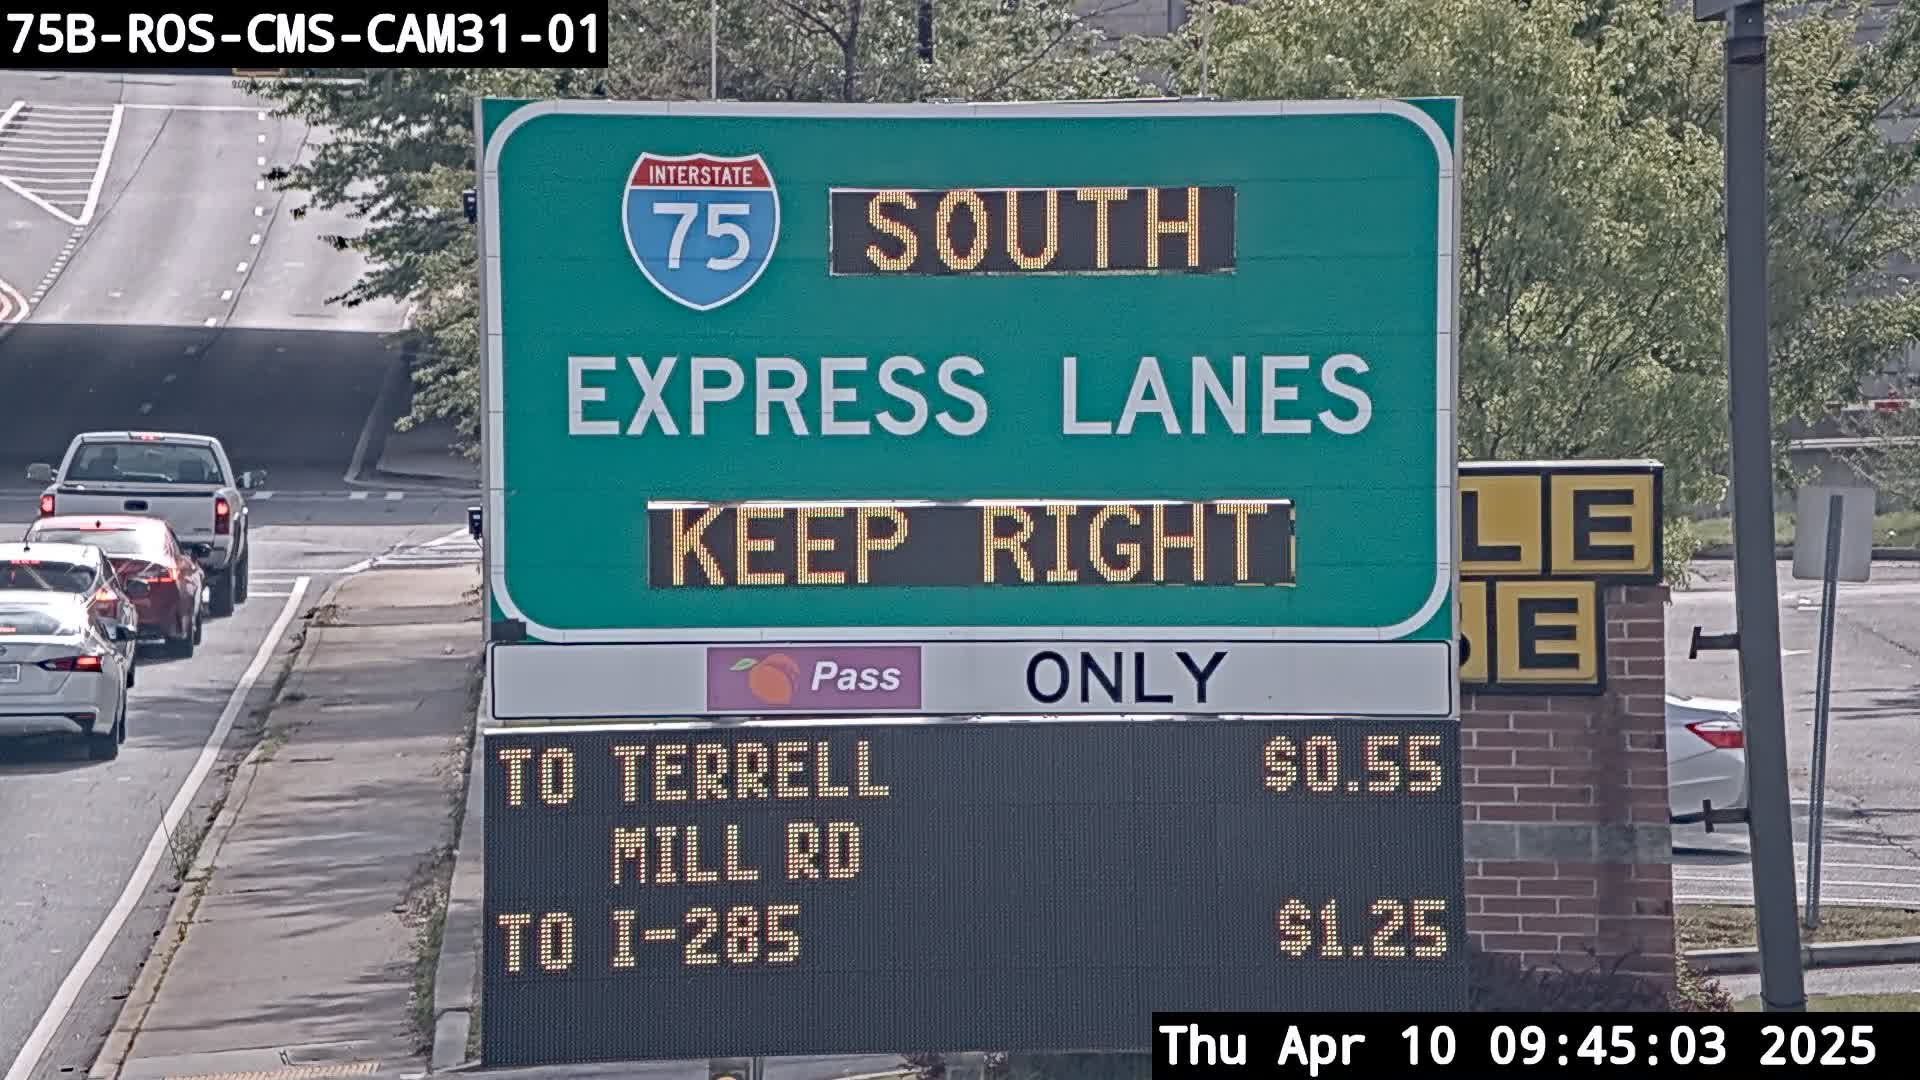 75B-ROS-CMS-CAM31-01
INTERSTATE
75
SOUTH
EXPRESS LANES
KEEP RIGHT
Pass ONLY
TO TERRELL $0.55
MILL RD
TO I-285 $1.25
LE
E
Thu Apr 10 09:45:03 2025